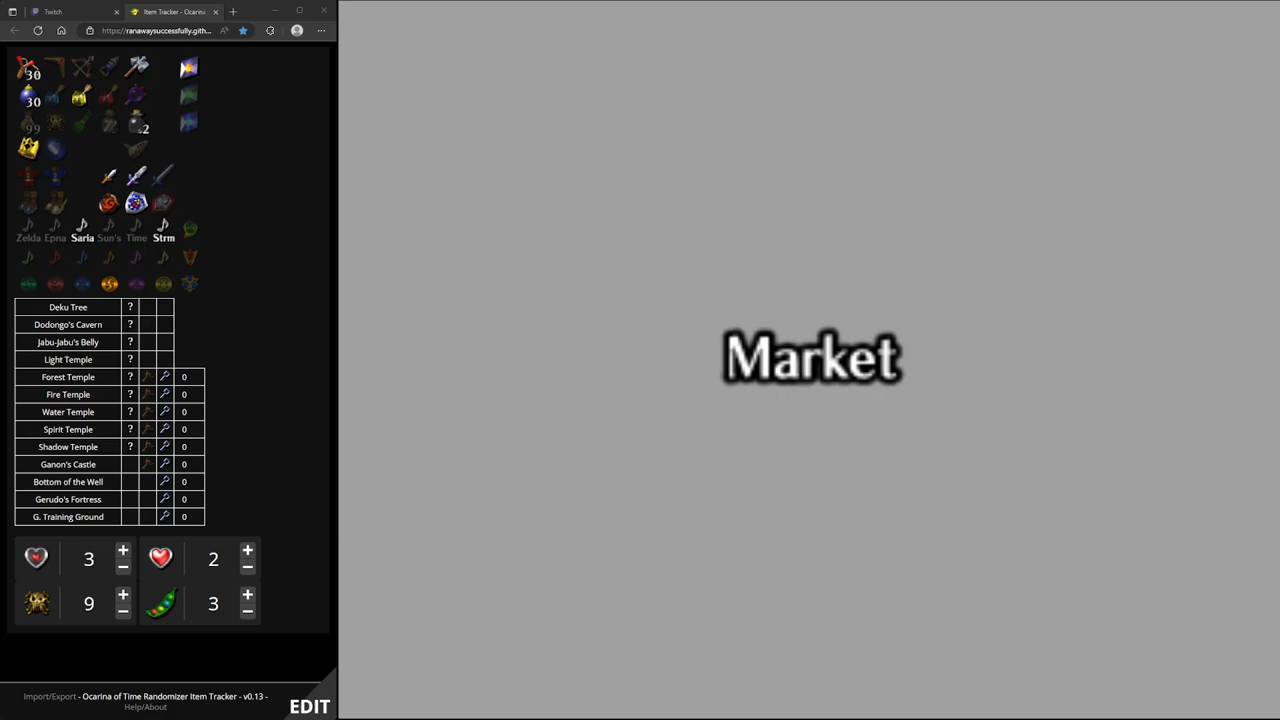 Twitch
Item Tracker - Ocarina
https://ranawaysuccessfully.gith...
30
30
99
2
Zelda Epna Saria Sun's Time Strm
Deku Tree ?
Dodongo's Cavern ?
Jabu-Jabu's Belly ?
Light Temple ?
Forest Temple ? 0
Fire Temple ? 0
Water Temple ? 0
Spirit Temple ? 0
Shadow Temple ? 0
Ganon's Castle 0
Bottom of the Well 0
Gerudo's Fortress 0
G. Training Ground 0
3 + − 2 + −
9 + − 3 + −
Import/Export - Ocarina of Time Randomizer Item Tracker - v0.13 -
Help/About
EDIT
Market